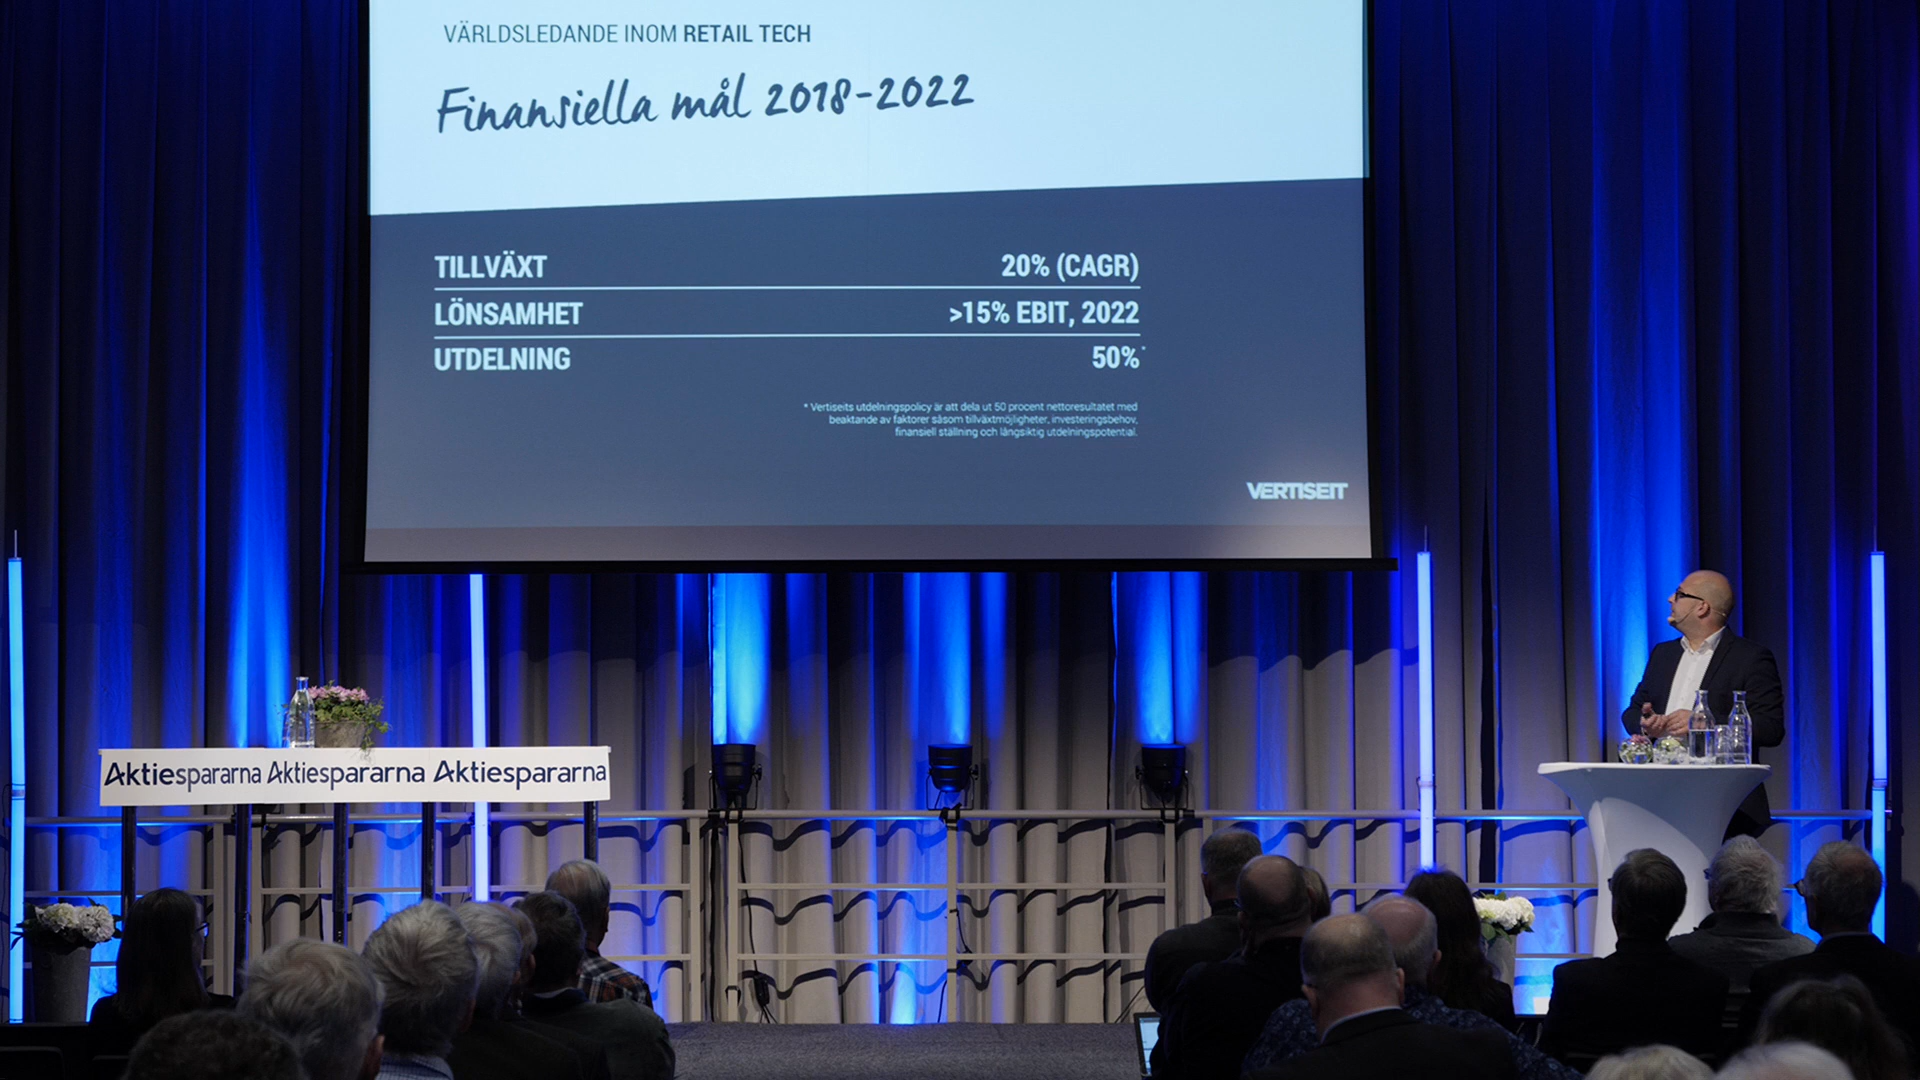 VÄRLDSLEDANDE INOM RETAIL TECH
Finansiella mål 2018-2022
TILLVÄXT 20% (CAGR)
LÖNSAMHET >15% EBIT, 2022
UTDELNING 50%*
* Vertiseits utdelningspolicy är att dela ut 50 procent nettoresultatet med
beaktande av faktorer såsom tillväxtmöjligheter, investeringsbehov,
finansiell ställning och långsiktig utdelningspotential.
VERTISEIT
Aktiespararna Aktiespararna Aktiespararna